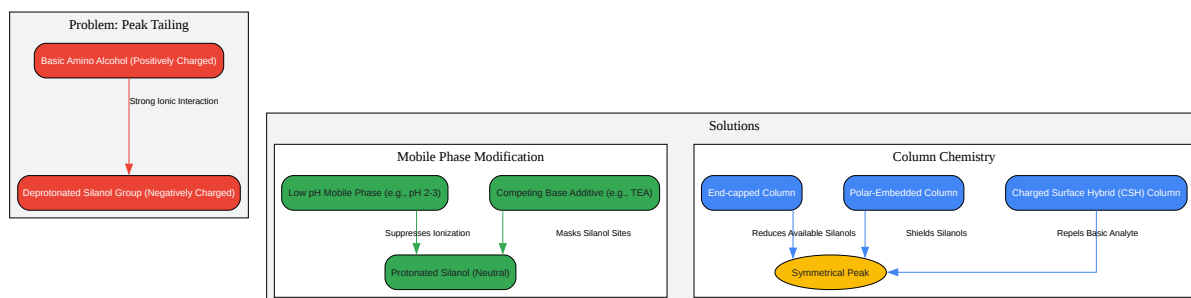 Problem: Peak Tailing
Basic Amino Alcohol (Positively Charged)
Strong Ionic Interaction
Deprotonated Silanol Group (Negatively Charged)
Solutions
Mobile Phase Modification
Low pH Mobile Phase (e.g., pH 2-3)
Competing Base Additive (e.g., TEA)
Suppresses Ionization
Masks Silanol Sites
Protonated Silanol (Neutral)
Column Chemistry
End-capped Column
Polar-Embedded Column
Charged Surface Hybrid (CSH) Column
Reduces Available Silanols
Shields Silanols
Repels Basic Analyte
Symmetrical Peak